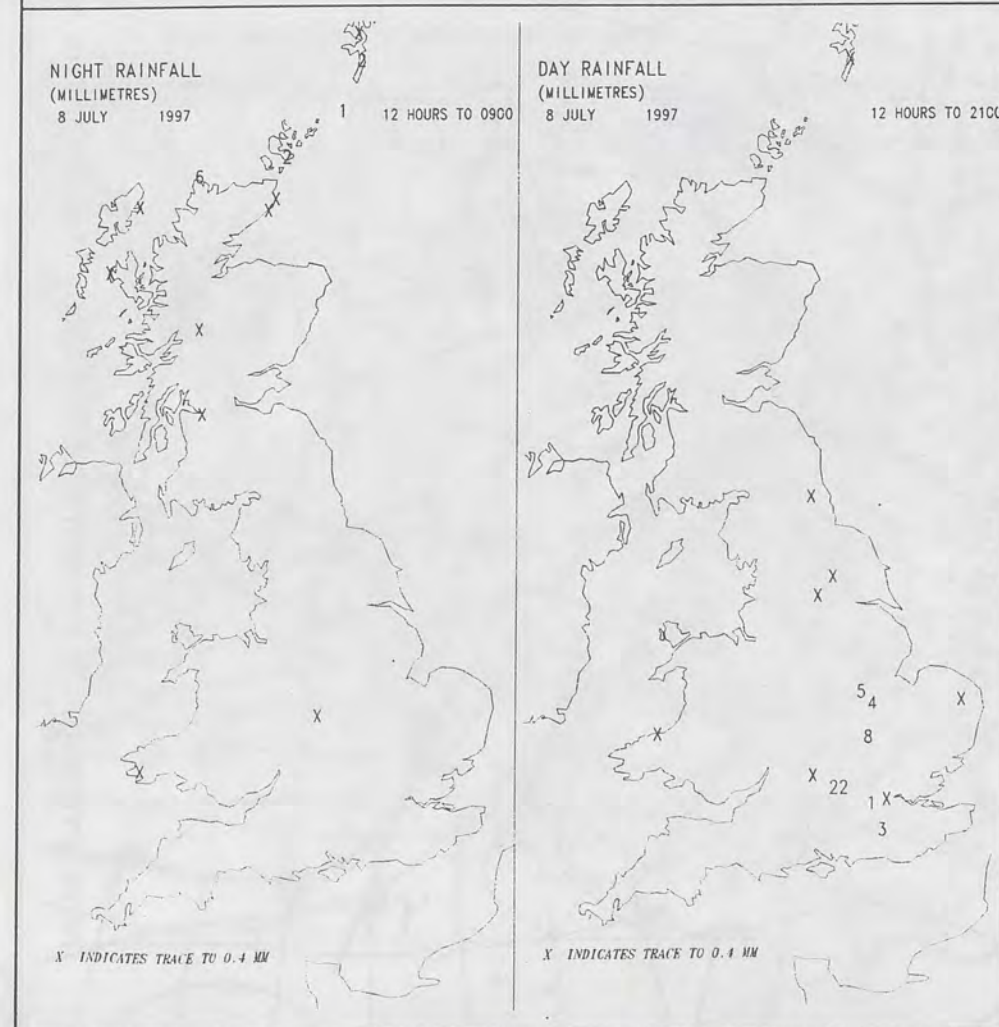 NIGHT RAINFALL
(MILLIMETRES)
8 JULY 1997
1 12 HOURS TO 0900
6
X
X
X
X
X
X
X
X
X INDICATES TRACE TO 0.4 MM
DAY RAINFALL
(MILLIMETRES)
8 JULY 1997
12 HOURS TO 2100
X
X
X
5
4
X
X
8
X
22
1 X
3
X INDICATES TRACE TO 0.4 MM